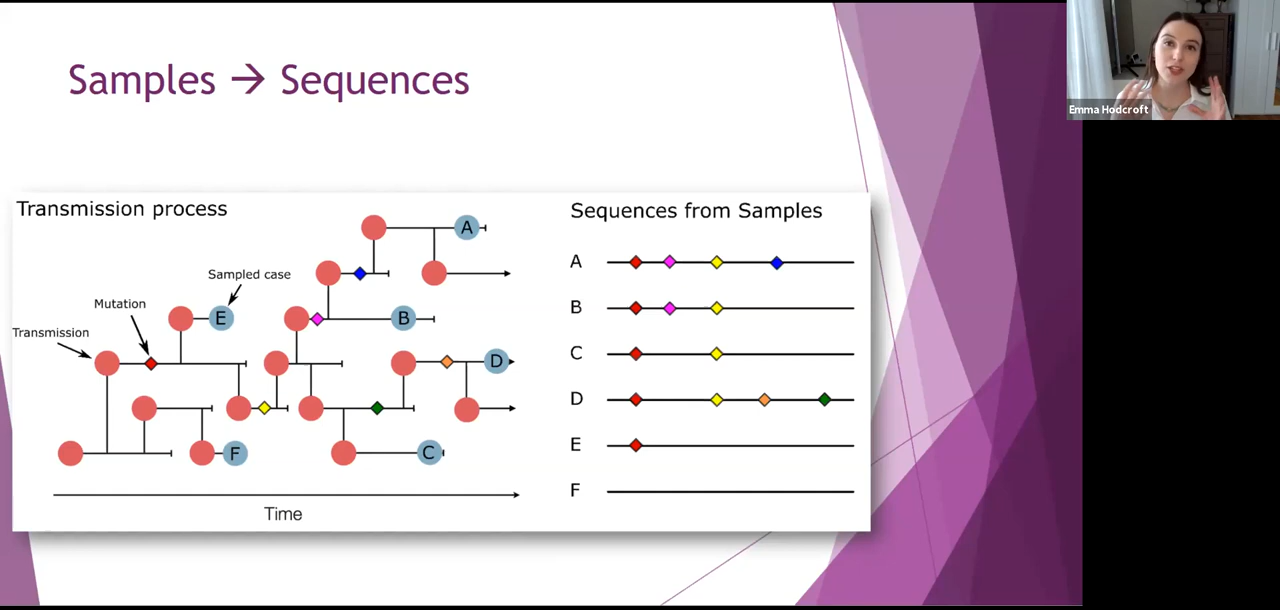 Samples → Sequences
Emma Hodcroft
Transmission process
Sampled case
Mutation
Transmission
A
E
B
D
F
C
Time
Sequences from Samples
A
B
C
D
E
F